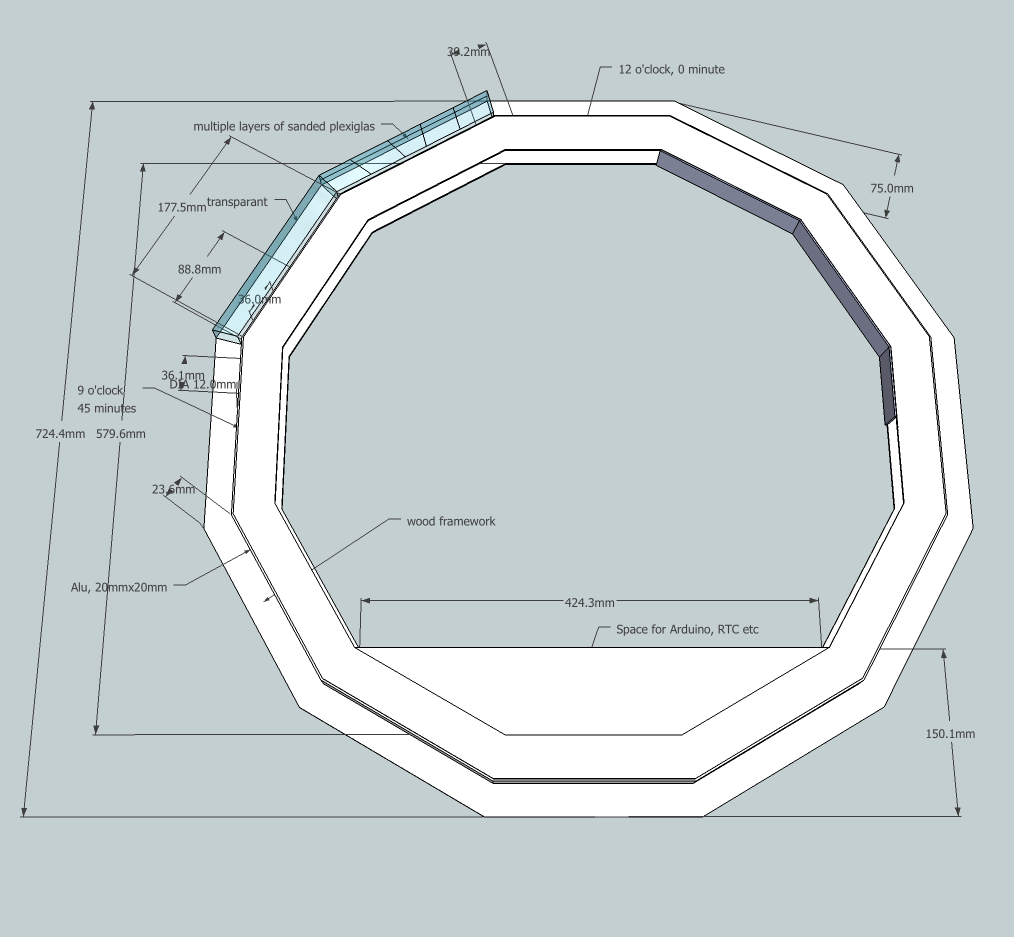 39.2mm
12 o'clock, 0 minute
multiple layers of sanded plexiglas
75.0mm
177.5mm
transparant
88.8mm
36.0mm
36.1mm
DIA 12.0mm
9 o'clock
45 minutes
724.4mm
579.6mm
23.6mm
wood framework
Alu, 20mmx20mm
424.3mm
Space for Arduino, RTC etc
150.1mm